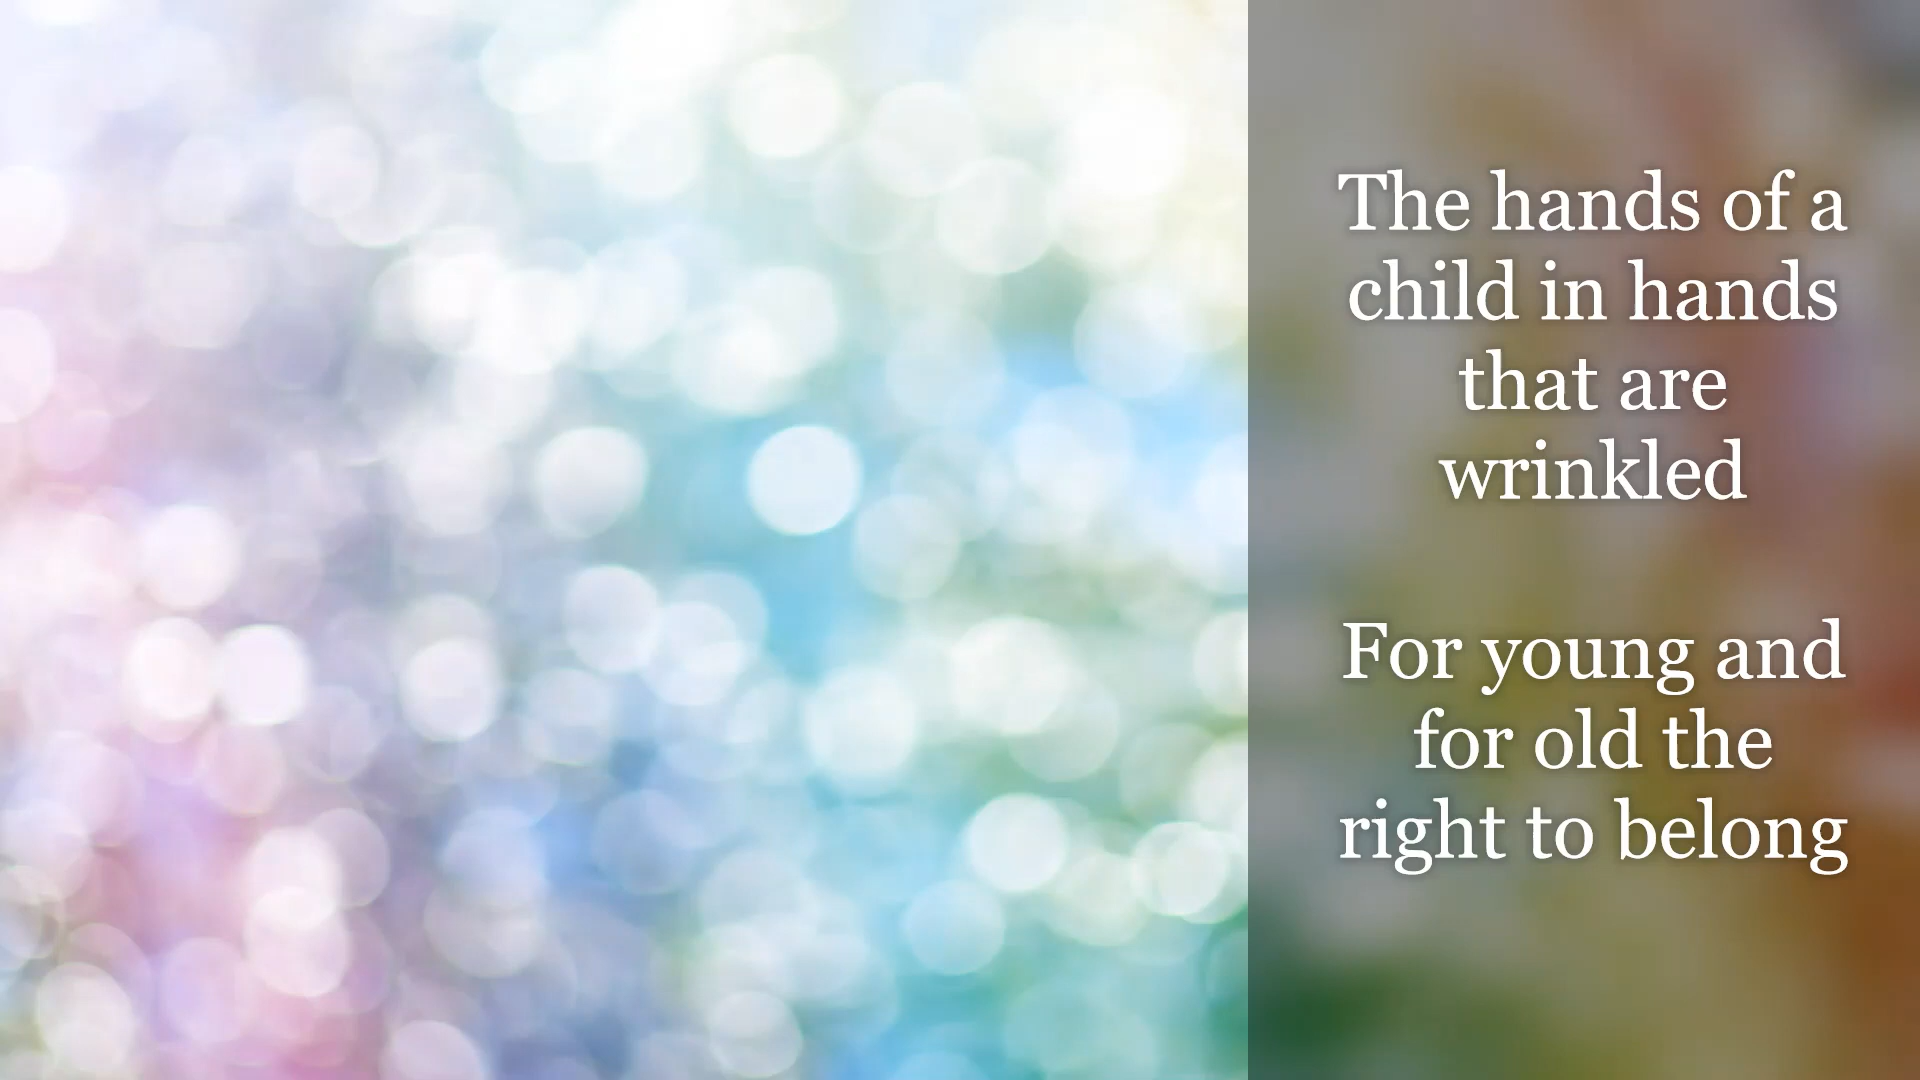 The hands of a
child in hands
that are
wrinkled
For young and
for old the
right to belong